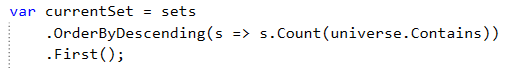 var currentSet = sets
.OrderByDescending(s => s.Count(universe.Contains))
.First();